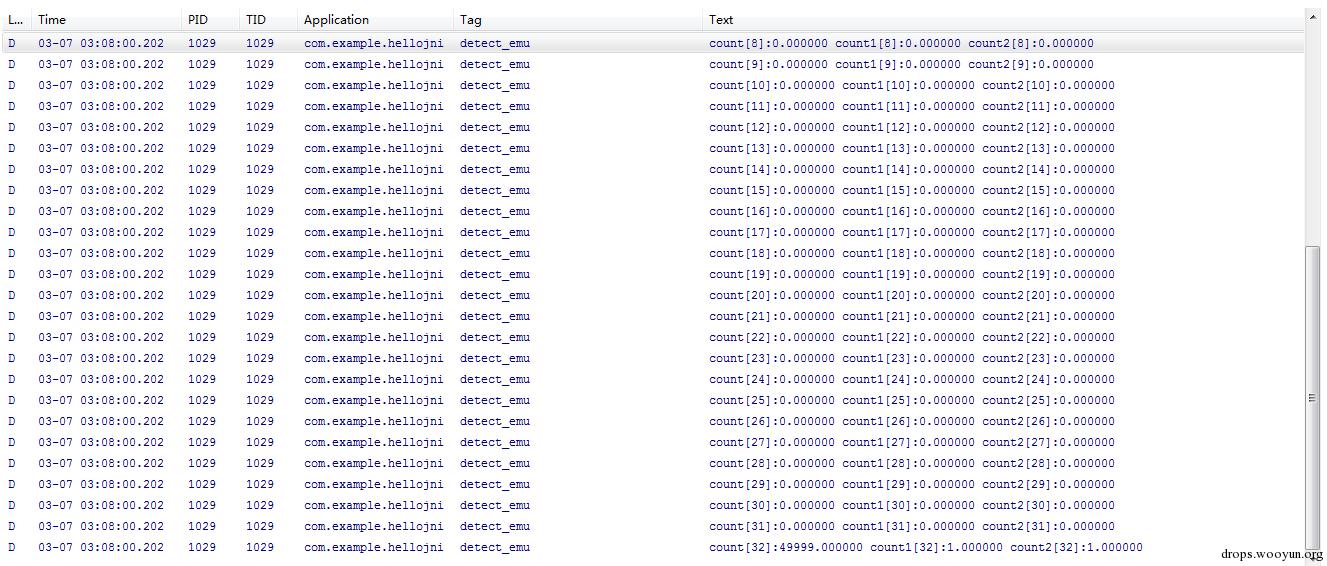 L... Time PID TID Application Tag Text
D 03-07 03:08:00.202 1029 1029 com.example.hellojni detect_emu count[8]:0.000000 count1[8]:0.000000 count2[8]:0.000000
D 03-07 03:08:00.202 1029 1029 com.example.hellojni detect_emu count[9]:0.000000 count1[9]:0.000000 count2[9]:0.000000
D 03-07 03:08:00.202 1029 1029 com.example.hellojni detect_emu count[10]:0.000000 count1[10]:0.000000 count2[10]:0.000000
D 03-07 03:08:00.202 1029 1029 com.example.hellojni detect_emu count[11]:0.000000 count1[11]:0.000000 count2[11]:0.000000
D 03-07 03:08:00.202 1029 1029 com.example.hellojni detect_emu count[12]:0.000000 count1[12]:0.000000 count2[12]:0.000000
D 03-07 03:08:00.202 1029 1029 com.example.hellojni detect_emu count[13]:0.000000 count1[13]:0.000000 count2[13]:0.000000
D 03-07 03:08:00.202 1029 1029 com.example.hellojni detect_emu count[14]:0.000000 count1[14]:0.000000 count2[14]:0.000000
D 03-07 03:08:00.202 1029 1029 com.example.hellojni detect_emu count[15]:0.000000 count1[15]:0.000000 count2[15]:0.000000
D 03-07 03:08:00.202 1029 1029 com.example.hellojni detect_emu count[16]:0.000000 count1[16]:0.000000 count2[16]:0.000000
D 03-07 03:08:00.202 1029 1029 com.example.hellojni detect_emu count[17]:0.000000 count1[17]:0.000000 count2[17]:0.000000
D 03-07 03:08:00.202 1029 1029 com.example.hellojni detect_emu count[18]:0.000000 count1[18]:0.000000 count2[18]:0.000000
D 03-07 03:08:00.202 1029 1029 com.example.hellojni detect_emu count[19]:0.000000 count1[19]:0.000000 count2[19]:0.000000
D 03-07 03:08:00.202 1029 1029 com.example.hellojni detect_emu count[20]:0.000000 count1[20]:0.000000 count2[20]:0.000000
D 03-07 03:08:00.202 1029 1029 com.example.hellojni detect_emu count[21]:0.000000 count1[21]:0.000000 count2[21]:0.000000
D 03-07 03:08:00.202 1029 1029 com.example.hellojni detect_emu count[22]:0.000000 count1[22]:0.000000 count2[22]:0.000000
D 03-07 03:08:00.202 1029 1029 com.example.hellojni detect_emu count[23]:0.000000 count1[23]:0.000000 count2[23]:0.000000
D 03-07 03:08:00.202 1029 1029 com.example.hellojni detect_emu count[24]:0.000000 count1[24]:0.000000 count2[24]:0.000000
D 03-07 03:08:00.202 1029 1029 com.example.hellojni detect_emu count[25]:0.000000 count1[25]:0.000000 count2[25]:0.000000
D 03-07 03:08:00.202 1029 1029 com.example.hellojni detect_emu count[26]:0.000000 count1[26]:0.000000 count2[26]:0.000000
D 03-07 03:08:00.202 1029 1029 com.example.hellojni detect_emu count[27]:0.000000 count1[27]:0.000000 count2[27]:0.000000
D 03-07 03:08:00.202 1029 1029 com.example.hellojni detect_emu count[28]:0.000000 count1[28]:0.000000 count2[28]:0.000000
D 03-07 03:08:00.202 1029 1029 com.example.hellojni detect_emu count[29]:0.000000 count1[29]:0.000000 count2[29]:0.000000
D 03-07 03:08:00.202 1029 1029 com.example.hellojni detect_emu count[30]:0.000000 count1[30]:0.000000 count2[30]:0.000000
D 03-07 03:08:00.202 1029 1029 com.example.hellojni detect_emu count[31]:0.000000 count1[31]:0.000000 count2[31]:0.000000
D 03-07 03:08:00.202 1029 1029 com.example.hellojni detect_emu count[32]:49999.000000 count1[32]:1.000000 count2[32]:1.000000
drops.wooyun.org